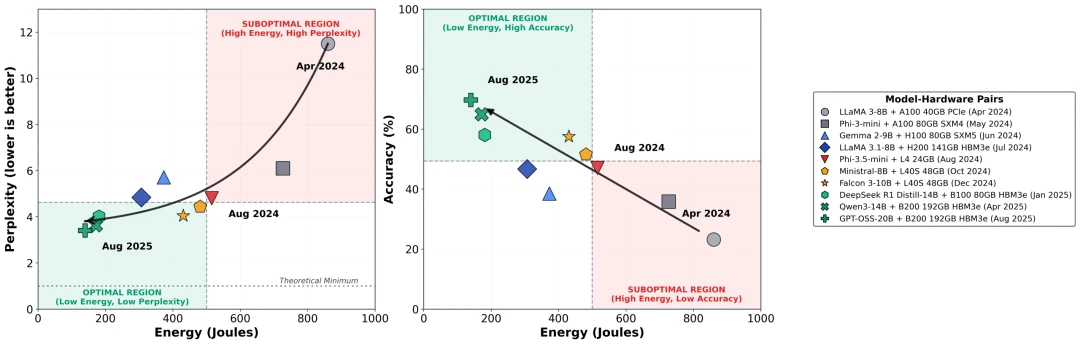 Perplexity (lower is better)
12
10
8
6
4
2
0
SUBOPTIMAL REGION
(High Energy, High Perplexity)
Apr 2024
Aug 2024
Aug 2025
Theoretical Minimum
OPTIMAL REGION
(Low Energy, Low Perplexity)
0 200 400 600 800 1000
Energy (Joules)
Accuracy (%)
100
80
60
40
20
0
OPTIMAL REGION
(Low Energy, High Accuracy)
Aug 2025
Aug 2024
Apr 2024
SUBOPTIMAL REGION
(High Energy, Low Accuracy)
0 200 400 600 800 1000
Energy (Joules)
Model-Hardware Pairs
LLaMA 3-8B + A100 40GB PCIe (Apr 2024)
Phi-3-mini + A100 80GB SXM4 (May 2024)
Gemma 2-9B + H100 80GB SXM5 (Jun 2024)
LLaMA 3.1-8B + H200 141GB HBM3e (Jul 2024)
Phi-3.5-mini + L4 24GB (Aug 2024)
Ministral-8B + L40S 48GB (Oct 2024)
Falcon 3-10B + L40S 48GB (Dec 2024)
DeepSeek R1 Distill-14B + B100 80GB HBM3e (Jan 2025)
Qwen3-14B + B200 192GB HBM3e (Apr 2025)
GPT-OSS-20B + B200 192GB HBM3e (Aug 2025)